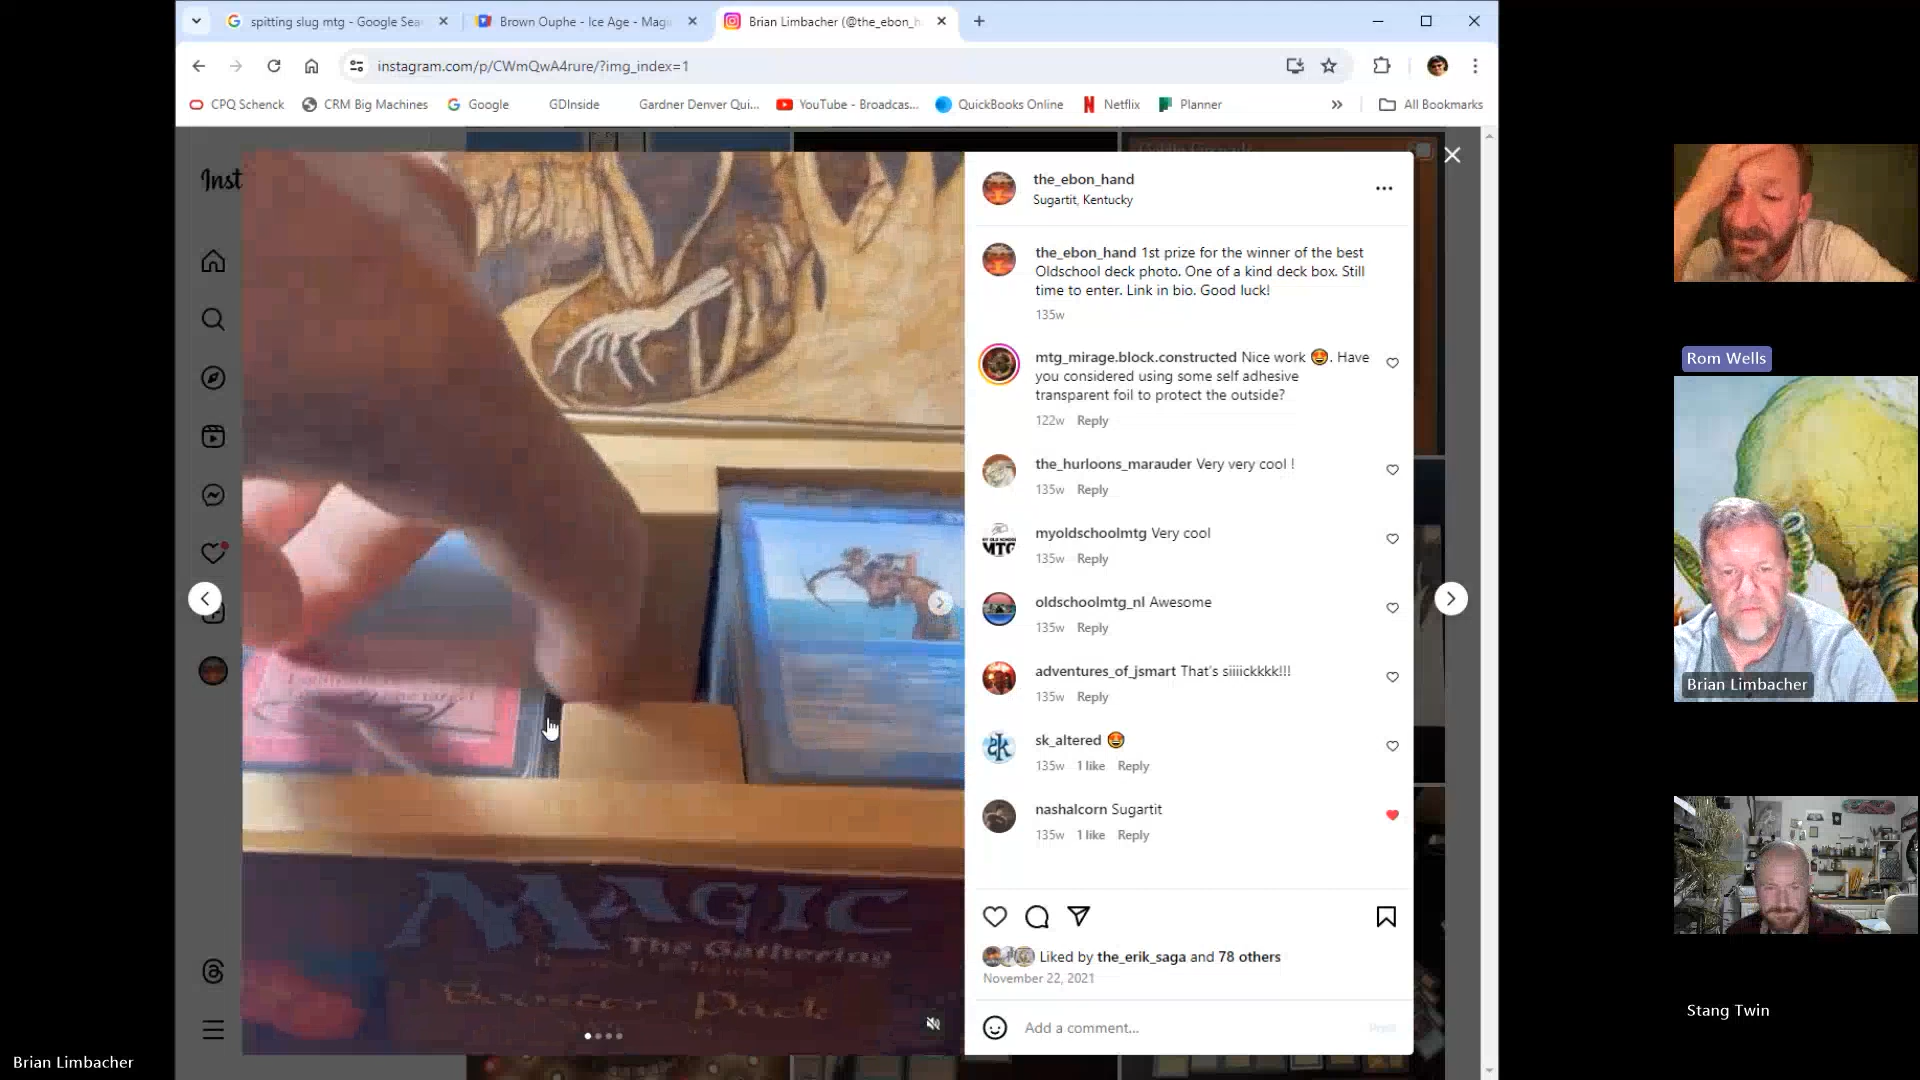 spitting slug mtg - Google Sea
Brown Ouphe - Ice Age - Mag
Brian Limbacher (@the_ebon_h
instagram.com/p/CWmQwA4rure/?img_index=1
CPQ Schenck
CRM Big Machines
Google
GDInside
Gardner Denver Qui...
YouTube - Broadcas...
QuickBooks Online
Netflix
Planner
All Bookmarks
Inst
the_ebon_hand
Sugartit, Kentucky
the_ebon_hand 1st prize for the winner of the best
Oldschool deck photo. One of a kind deck box. Still
time to enter. Link in bio. Good luck!
135w
mtg_mirage.block.constructed Nice work 🤩. Have
you considered using some self adhesive
transparent foil to protect the outside?
122w Reply
the_hurloons_marauder Very very cool !
135w Reply
myoldschoolmtg Very cool
135w Reply
oldschoolmtg_nl Awesome
135w Reply
adventures_of_jsmart That's siiiickkkk!!!
135w Reply
sk_altered 🤩
135w 1 like Reply
nashalcorn Sugartit
135w 1 like Reply
Liked by the_erik_saga and 78 others
November 22, 2021
Add a comment...
Post
MAGIC
The Gathering
Booster Pack
Rom Wells
Brian Limbacher
Stang Twin
Brian Limbacher